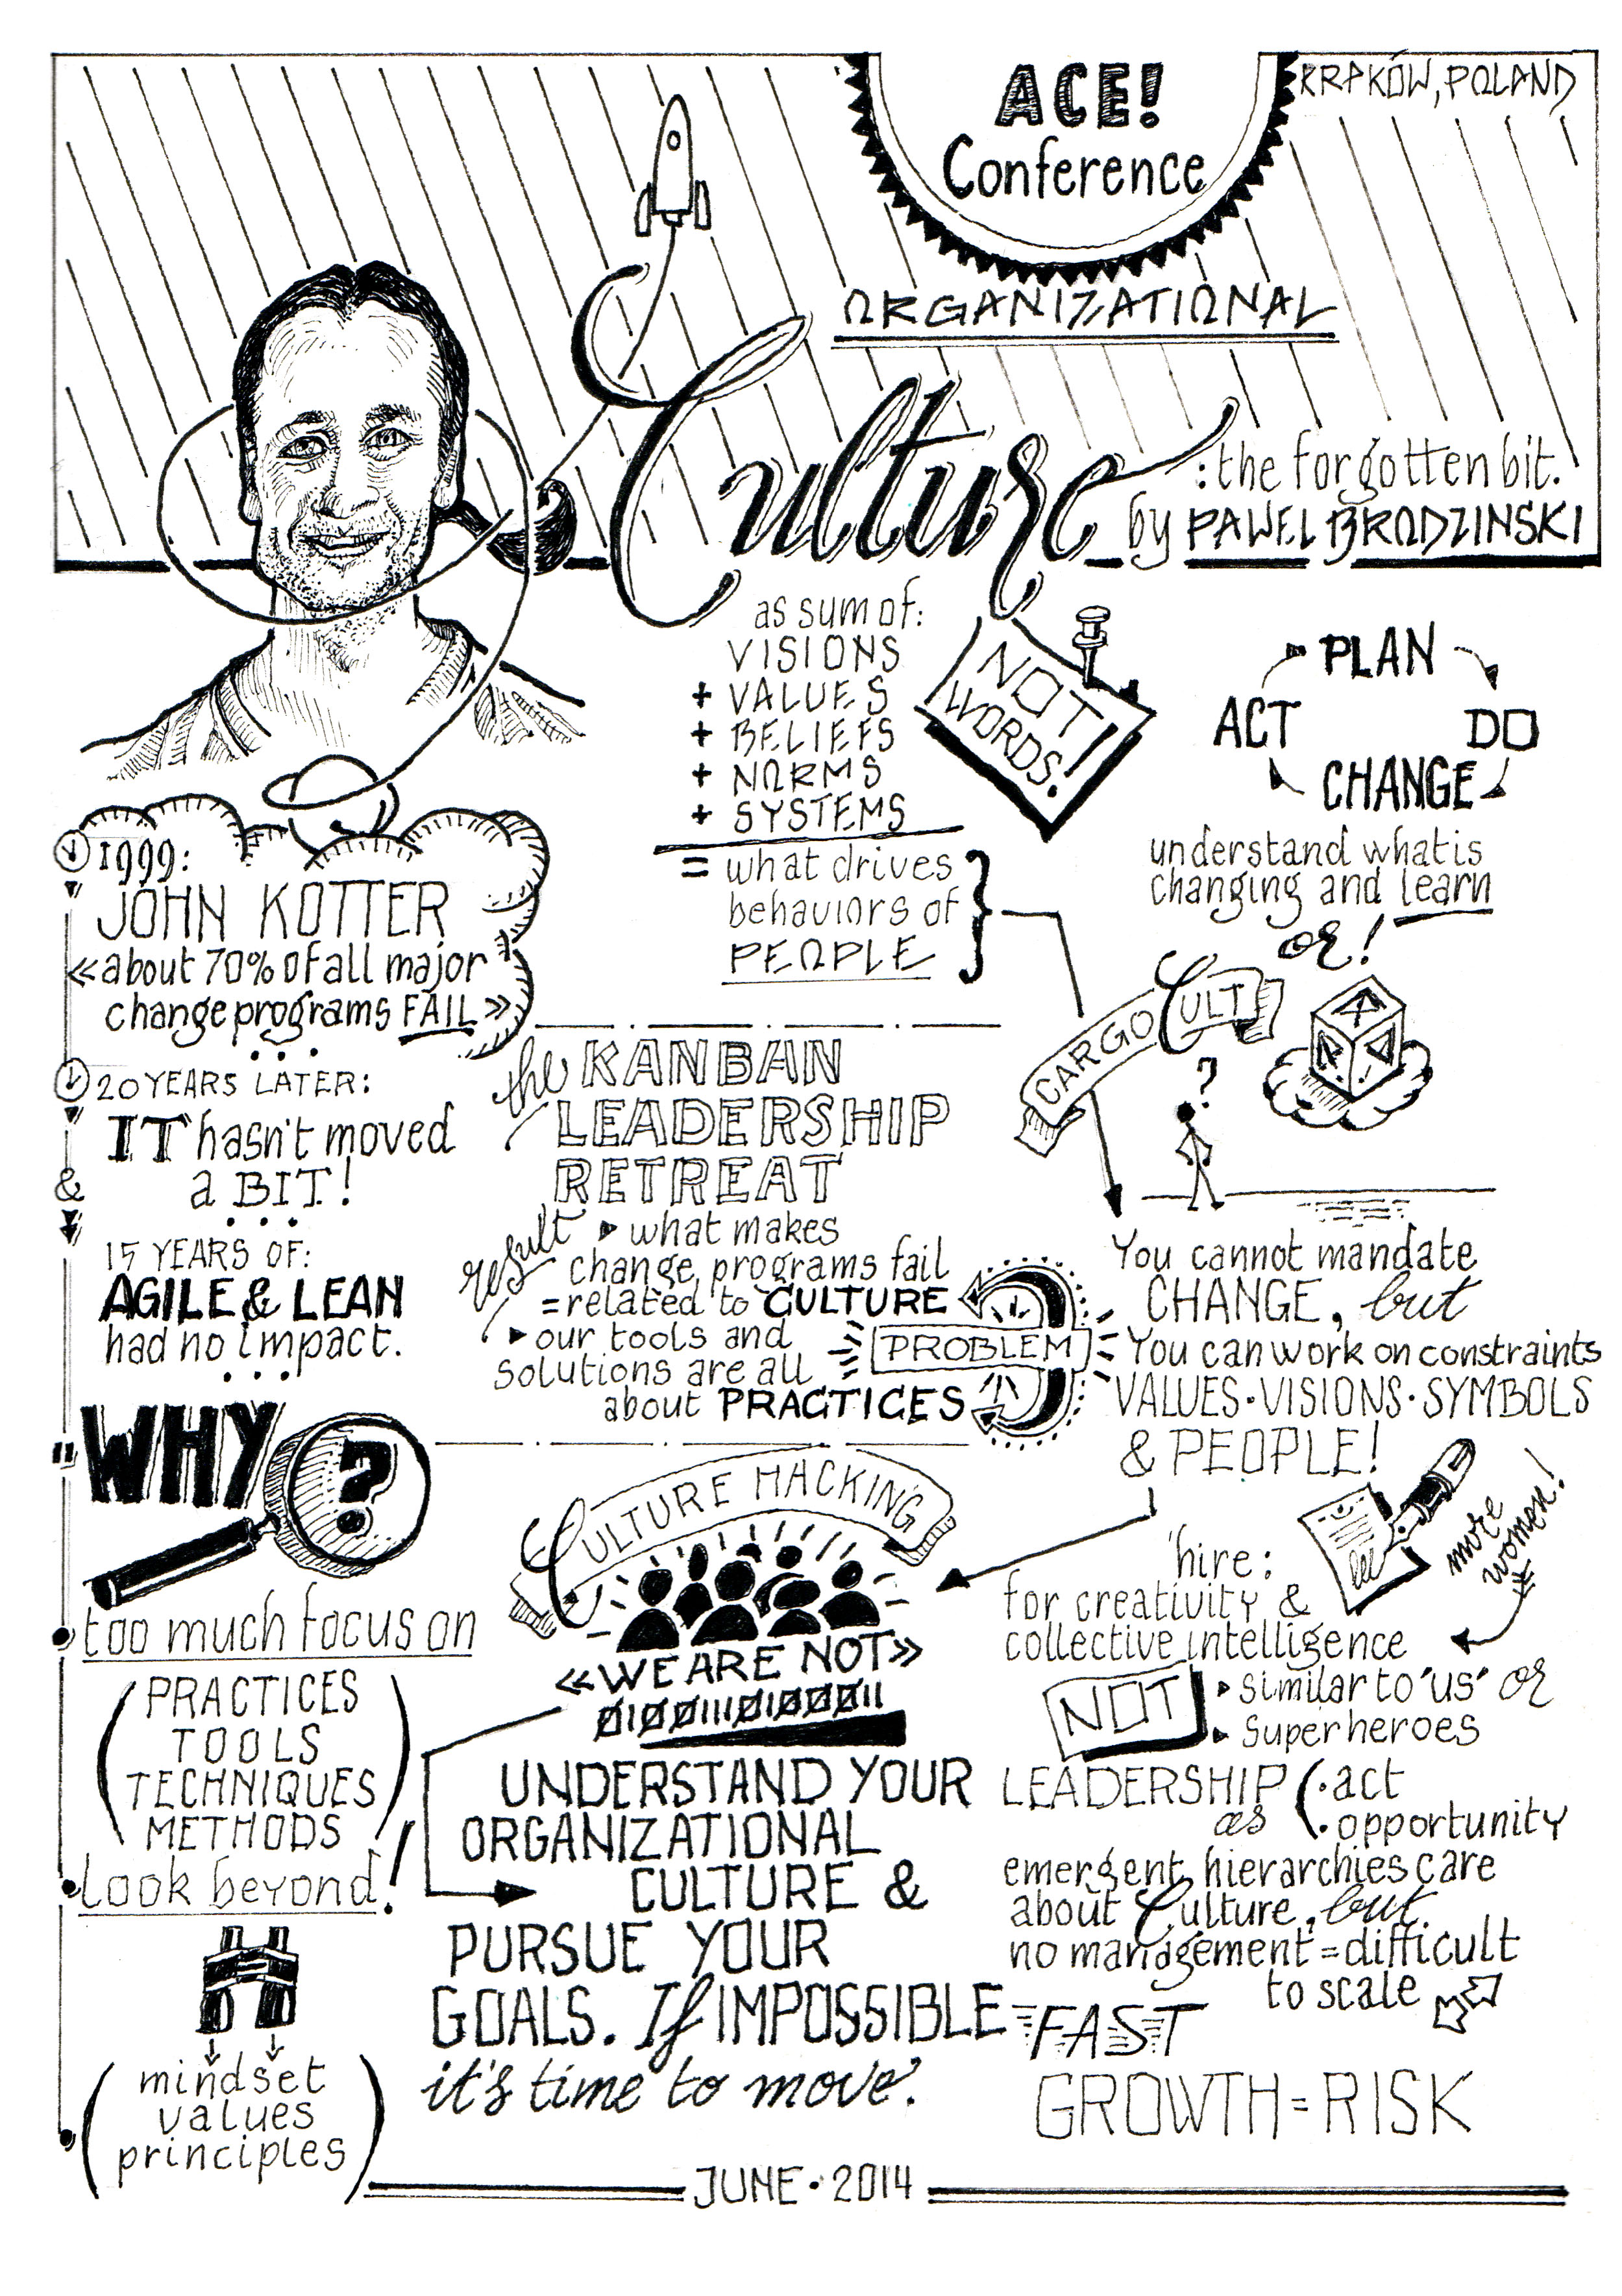 ACE!
Conference
KRAKÓW, POLAND
ORGANIZATIONAL
Culture
: the forgotten bit.
by PAWEL BRODZINSKI
as sum of:
VISIONS
+ VALUES
+ BELIEFS
+ NORMS
+ SYSTEMS
= what drives
behaviors of
PEOPLE
NOT
WORDS!
PLAN
DO
CHANGE
ACT
understand what is
changing and learn
or!
CARGO CULT
?
1999:
JOHN KOTTER
«about 70% of all major
change programs FAIL»
...
20 YEARS LATER:
IT hasn't moved
a BIT!
...
&
15 YEARS OF:
AGILE & LEAN
had no impact.
...
"WHY
?
too much focus on
(PRACTICES
TOOLS
TECHNIQUES
METHODS)
look beyond!
(mindset
values
principles)
the KANBAN
LEADERSHIP
RETREAT
result
what makes
change programs fail
= related to CULTURE
our tools and
solutions are all
about PRACTICES
PROBLEM
You cannot mandate
CHANGE, but
You can work on constraints
VALUES · VISIONS · SYMBOLS
& PEOPLE!
CULTURE HACKING
«WE ARE NOT»
010011101000011
UNDERSTAND YOUR
ORGANIZATIONAL
CULTURE &
PURSUE YOUR
GOALS. If IMPOSSIBLE
it's time to move.
more
women!
hire:
for creativity &
collective intelligence
NOT
similar to 'us' or
superheroes
LEADERSHIP
as
(· act
· opportunity
emergent hierarchies care
about Culture, but
no management = difficult
to scale
FAST
GROWTH = RISK
JUNE · 2014